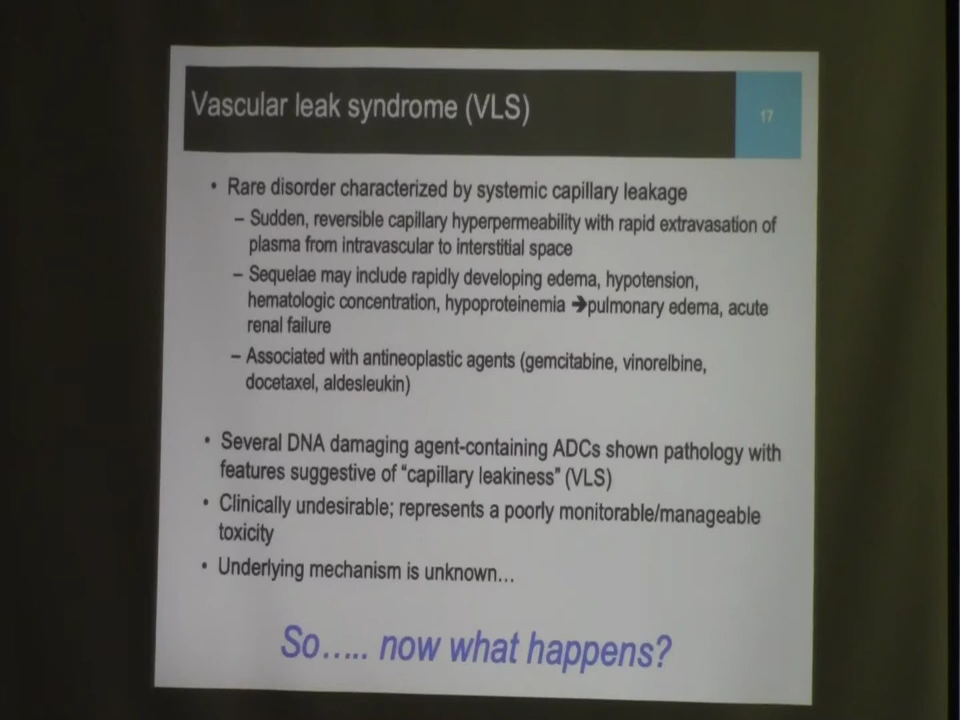 Vascular leak syndrome (VLS)
17
• Rare disorder characterized by systemic capillary leakage
– Sudden, reversible capillary hyperpermeability with rapid extravasation of
plasma from intravascular to interstitial space
– Sequelae may include rapidly developing edema, hypotension,
hematologic concentration, hypoproteinemia ➔pulmonary edema, acute
renal failure
– Associated with antineoplastic agents (gemcitabine, vinorelbine,
docetaxel, aldesleukin)
• Several DNA damaging agent-containing ADCs shown pathology with
features suggestive of “capillary leakiness” (VLS)
• Clinically undesirable; represents a poorly monitorable/manageable
toxicity
• Underlying mechanism is unknown…
So….. now what happens?